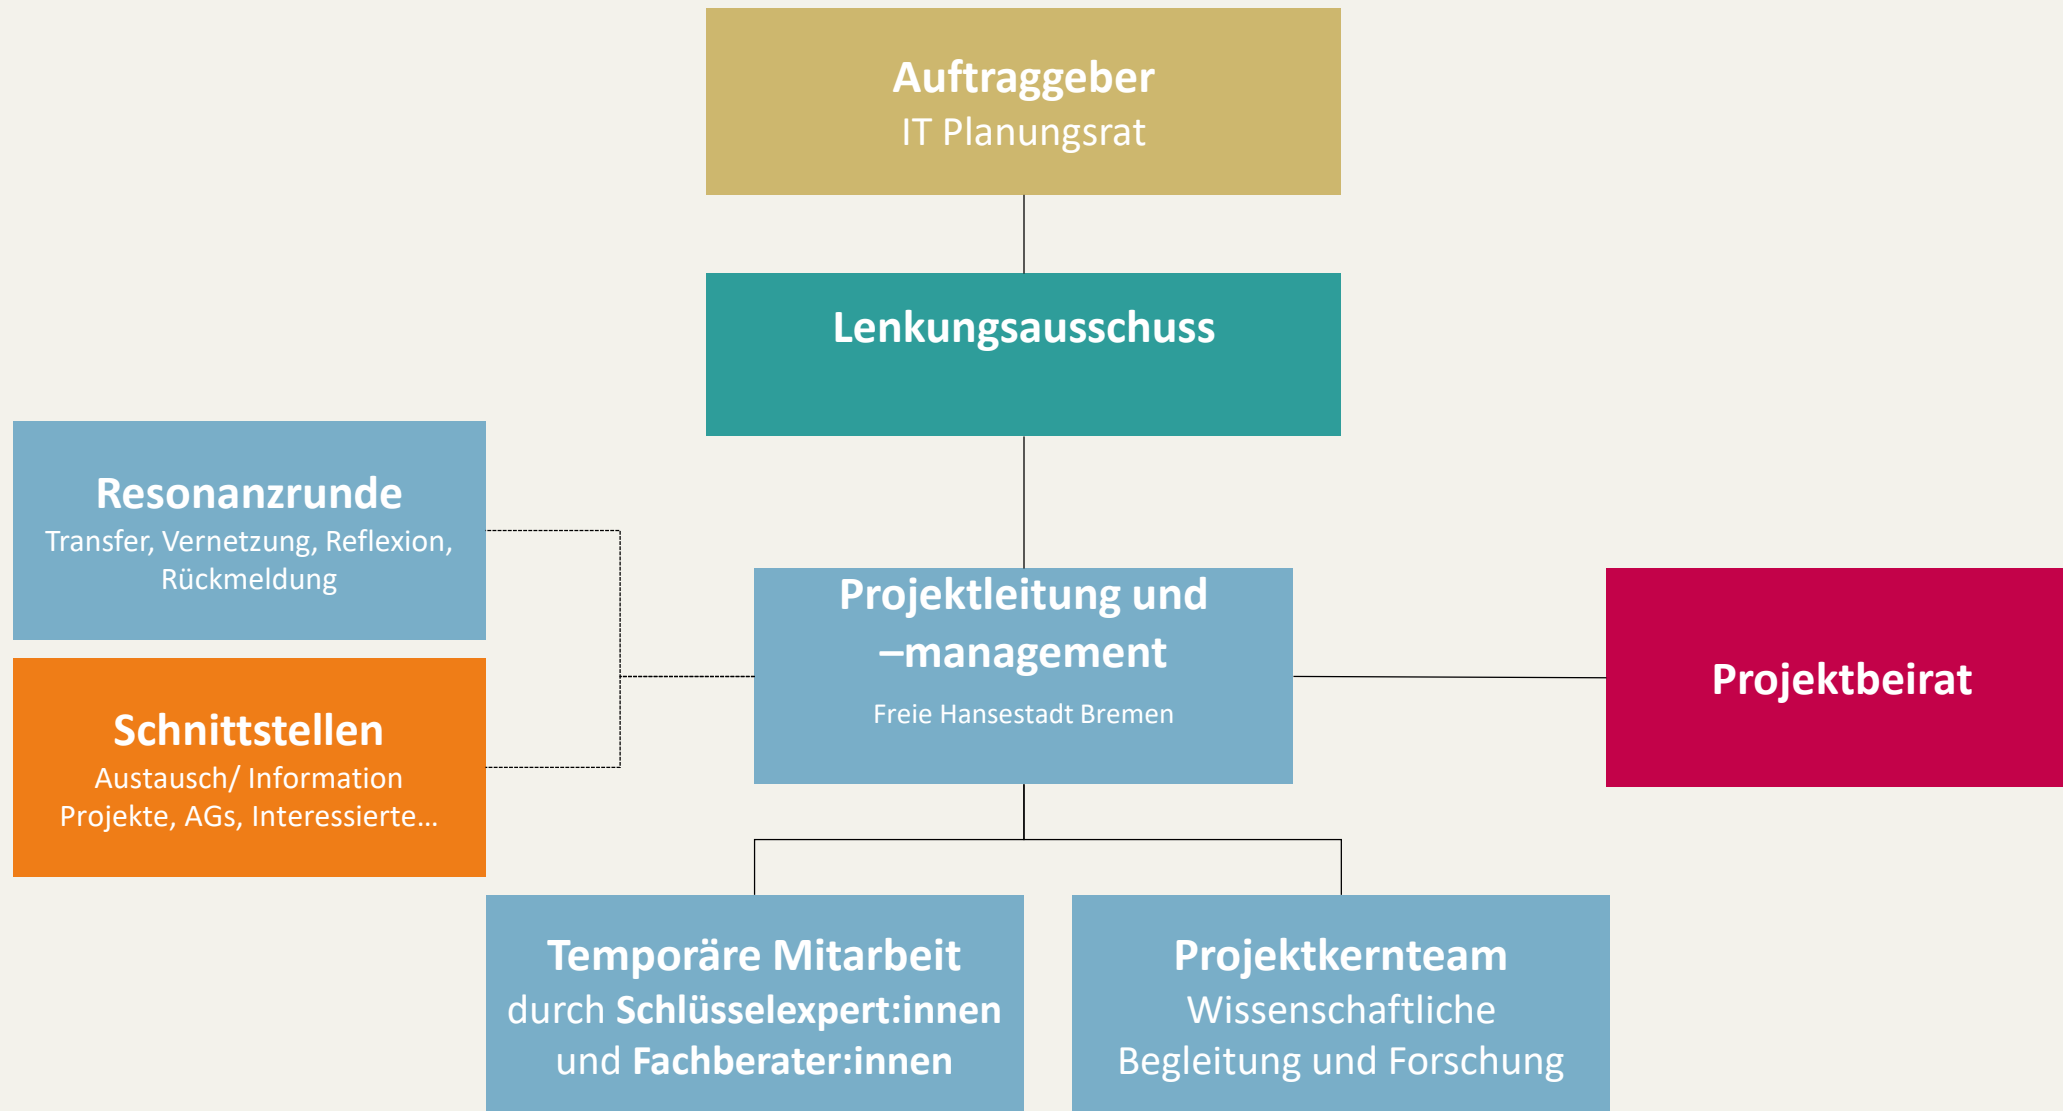 Auftraggeber
IT Planungsrat
Lenkungsausschuss
Resonanzrunde
Transfer, Vernetzung, Reflexion,
Rückmeldung
Schnittstellen
Austausch/ Information
Projekte, AGs, Interessierte...
Projektleitung und
–management
Freie Hansestadt Bremen
Projektbeirat
Temporäre Mitarbeit
durch Schlüsselexpert:innen
und Fachberater:innen
Projektkernteam
Wissenschaftliche
Begleitung und Forschung